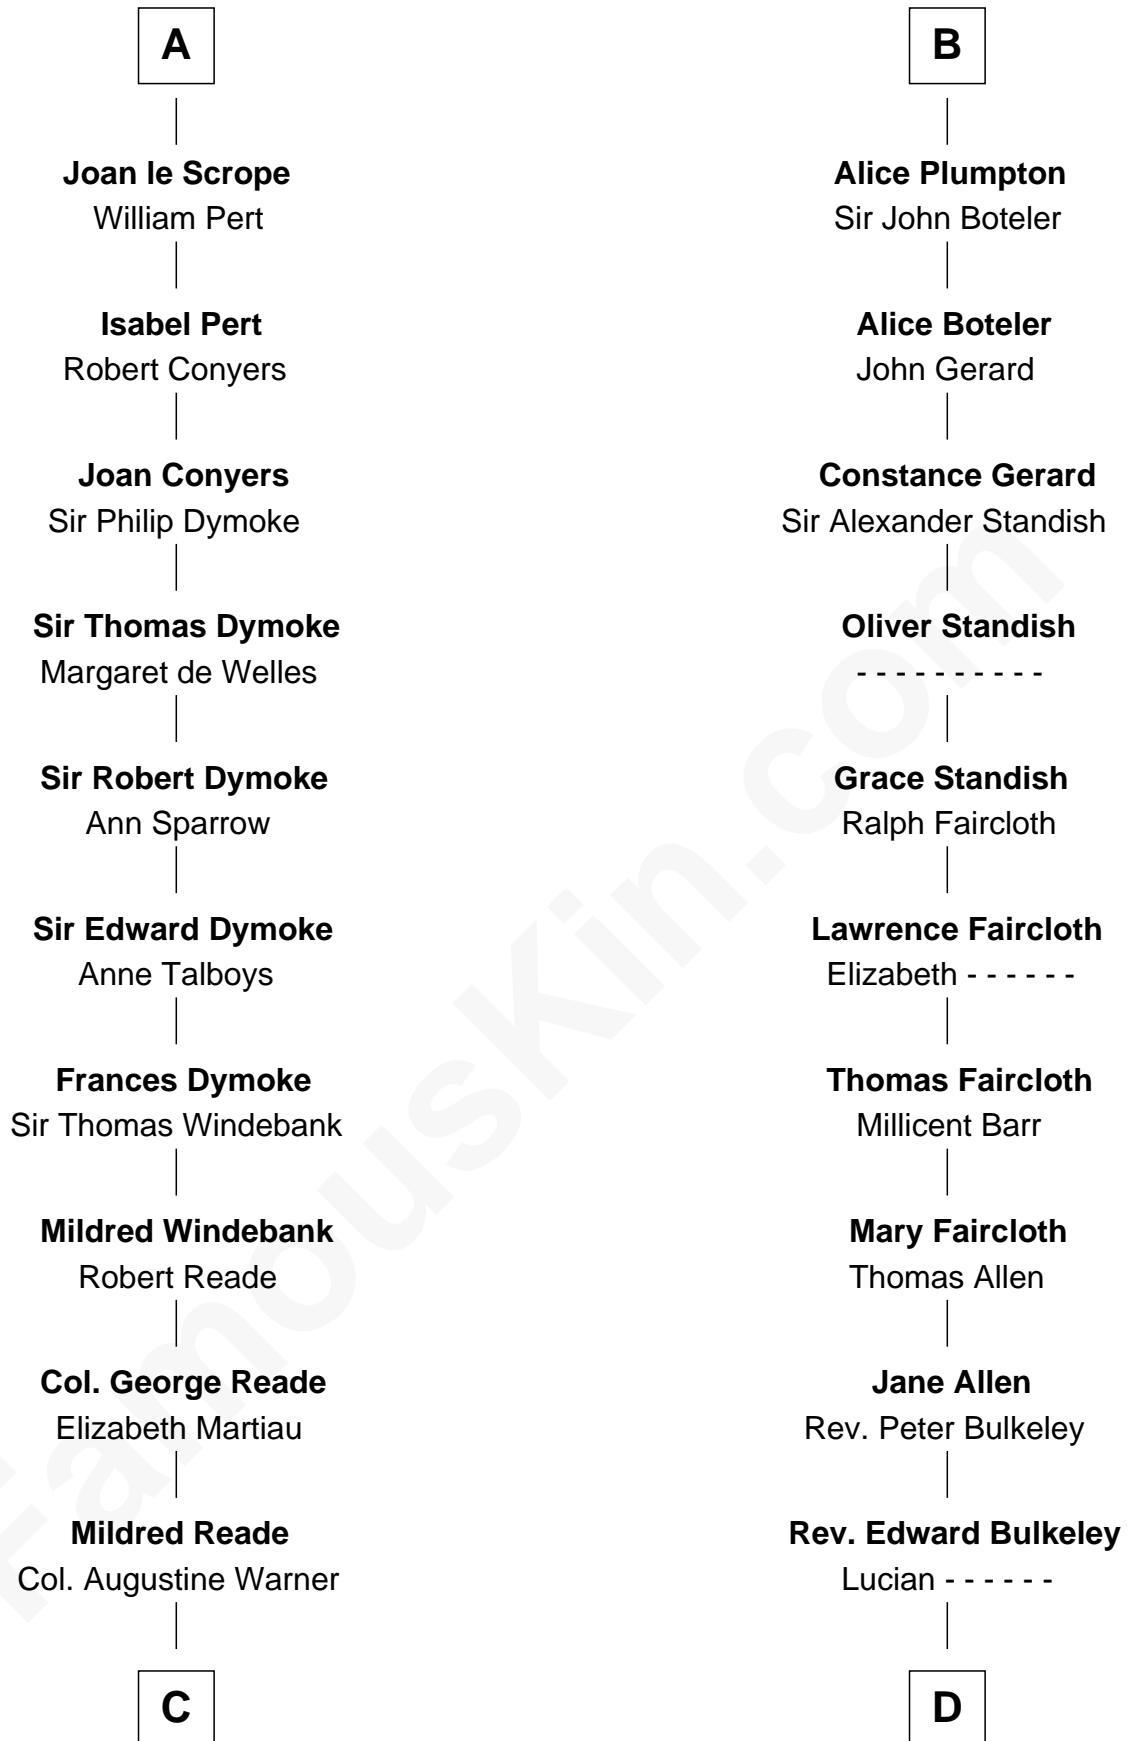 A
Joan le Scrope
William Pert
Isabel Pert
Robert Conyers
Joan Conyers
Sir Philip Dymoke
Sir Thomas Dymoke
Margaret de Welles
Sir Robert Dymoke
Ann Sparrow
Sir Edward Dymoke
Anne Talboys
Frances Dymoke
Sir Thomas Windebank
Mildred Windebank
Robert Reade
Col. George Reade
Elizabeth Martiau
Mildred Reade
Col. Augustine Warner
C
B
Alice Plumpton
Sir John Boteler
Alice Boteler
John Gerard
Constance Gerard
Sir Alexander Standish
Oliver Standish
- - - - - - - - - -
Grace Standish
Ralph Faircloth
Lawrence Faircloth
Elizabeth - - - - - -
Thomas Faircloth
Millicent Barr
Mary Faircloth
Thomas Allen
Jane Allen
Rev. Peter Bulkeley
Rev. Edward Bulkeley
Lucian - - - - - -
D
FamousKin.com